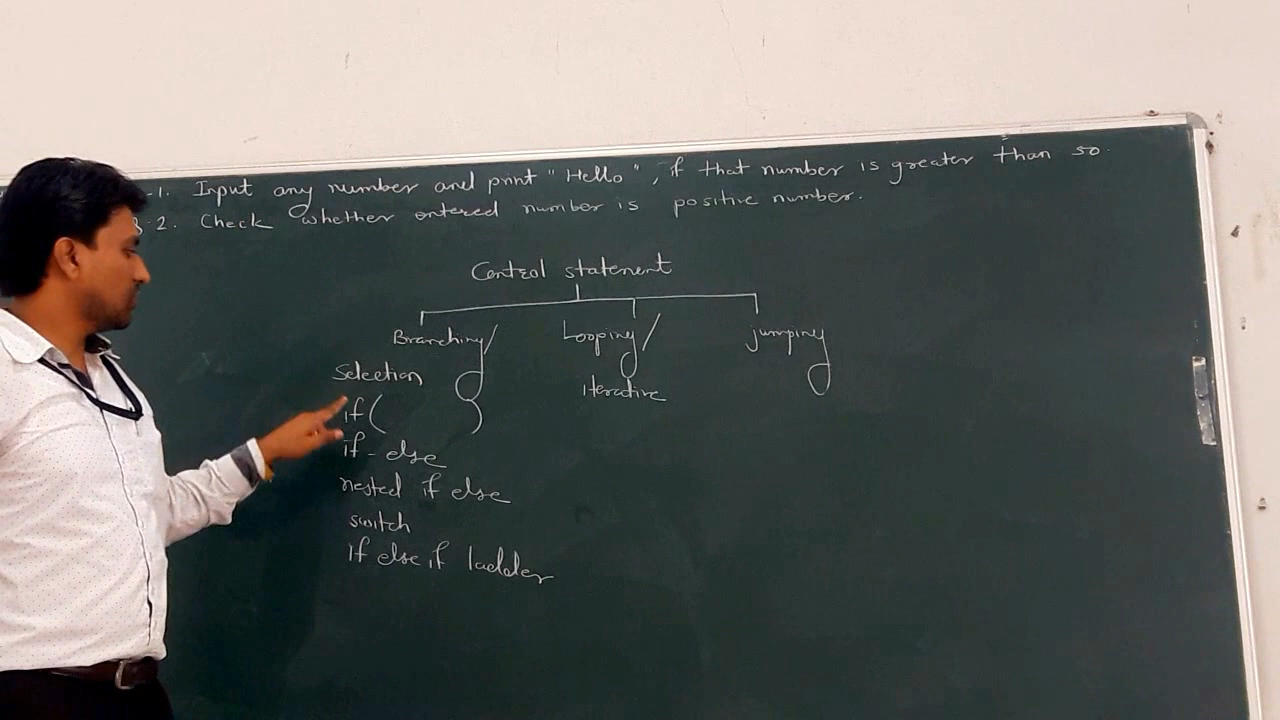 -1. Input any number and print "Hello", if that number is greater than 50.
-2. Check whether entered number is positive number.
Control statement
Branching/ Looping/ jumping
Selection Iterative
if( )
if-else
nested if else
switch
If else if ladder